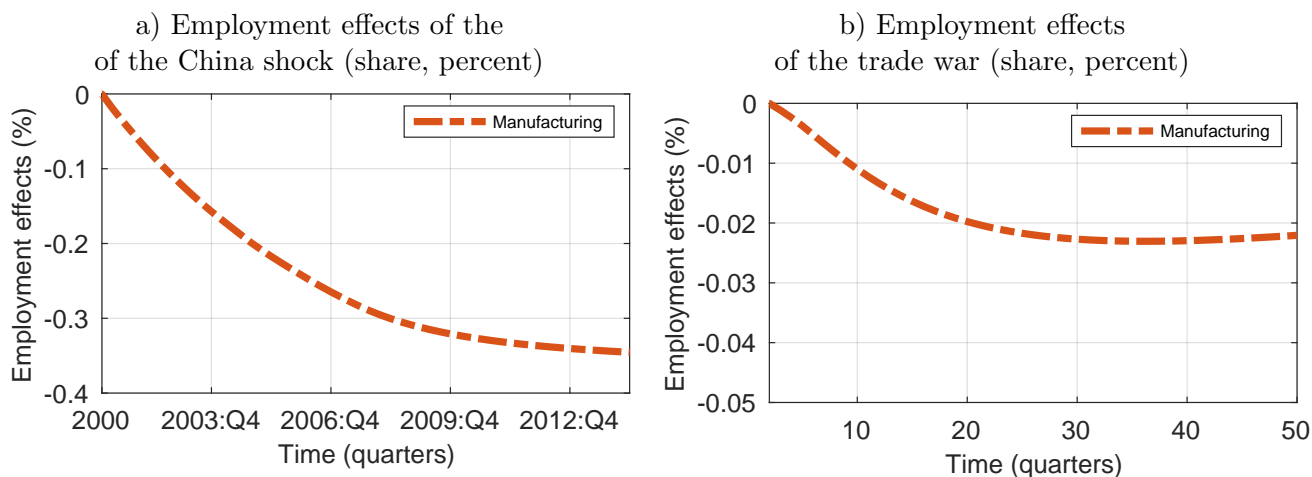 a) Employment effects of the
of the China shock (share, percent)
Employment effects (%)
0
-0.1
-0.2
-0.3
-0.4
Manufacturing
2000 2003:Q4 2006:Q4 2009:Q4 2012:Q4
Time (quarters)
b) Employment effects
of the trade war (share, percent)
Employment effects (%)
0
-0.01
-0.02
-0.03
-0.04
-0.05
Manufacturing
10 20 30 40 50
Time (quarters)